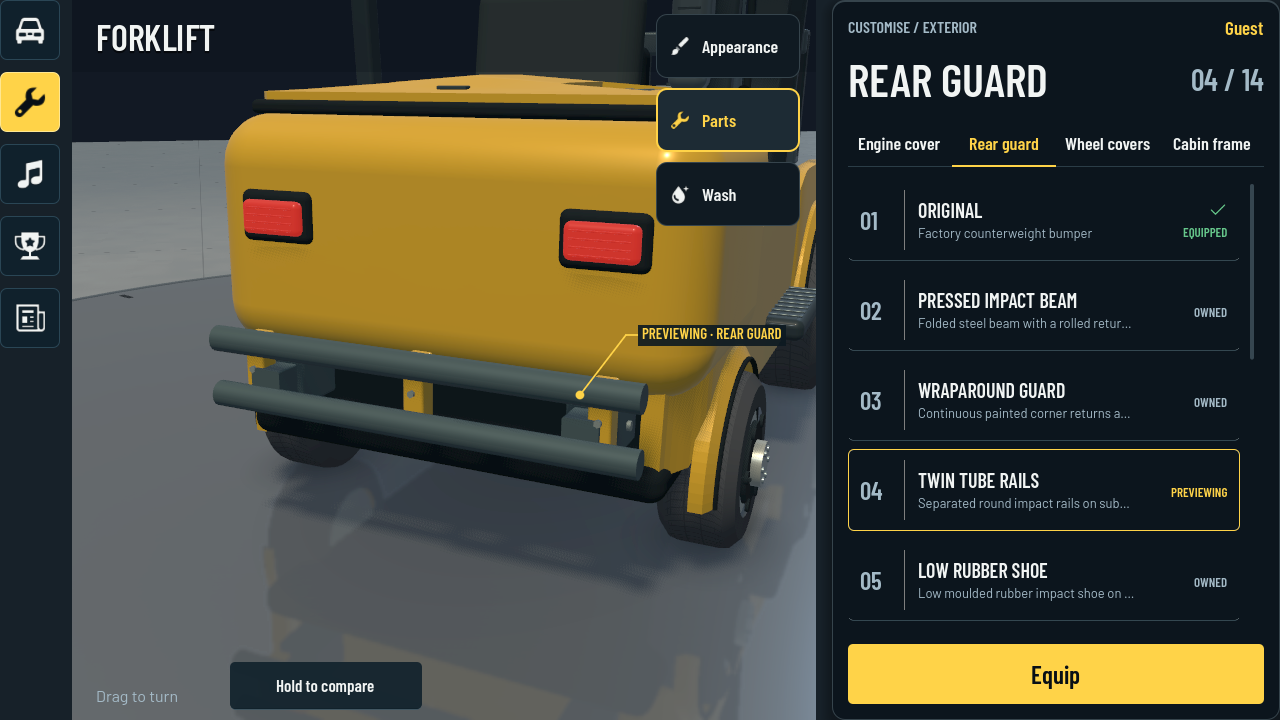 FORKLIFT
Appearance
Parts
Wash
PREVIEWING · REAR GUARD
Drag to turn
Hold to compare
CUSTOMISE / EXTERIOR
Guest
REAR GUARD
04 / 14
Engine cover
Rear guard
Wheel covers
Cabin frame
01
ORIGINAL
Factory counterweight bumper
EQUIPPED
02
PRESSED IMPACT BEAM
Folded steel beam with a rolled retur...
OWNED
03
WRAPAROUND GUARD
Continuous painted corner returns a...
OWNED
04
TWIN TUBE RAILS
Separated round impact rails on sub...
PREVIEWING
05
LOW RUBBER SHOE
Low moulded rubber impact shoe on ...
OWNED
Equip